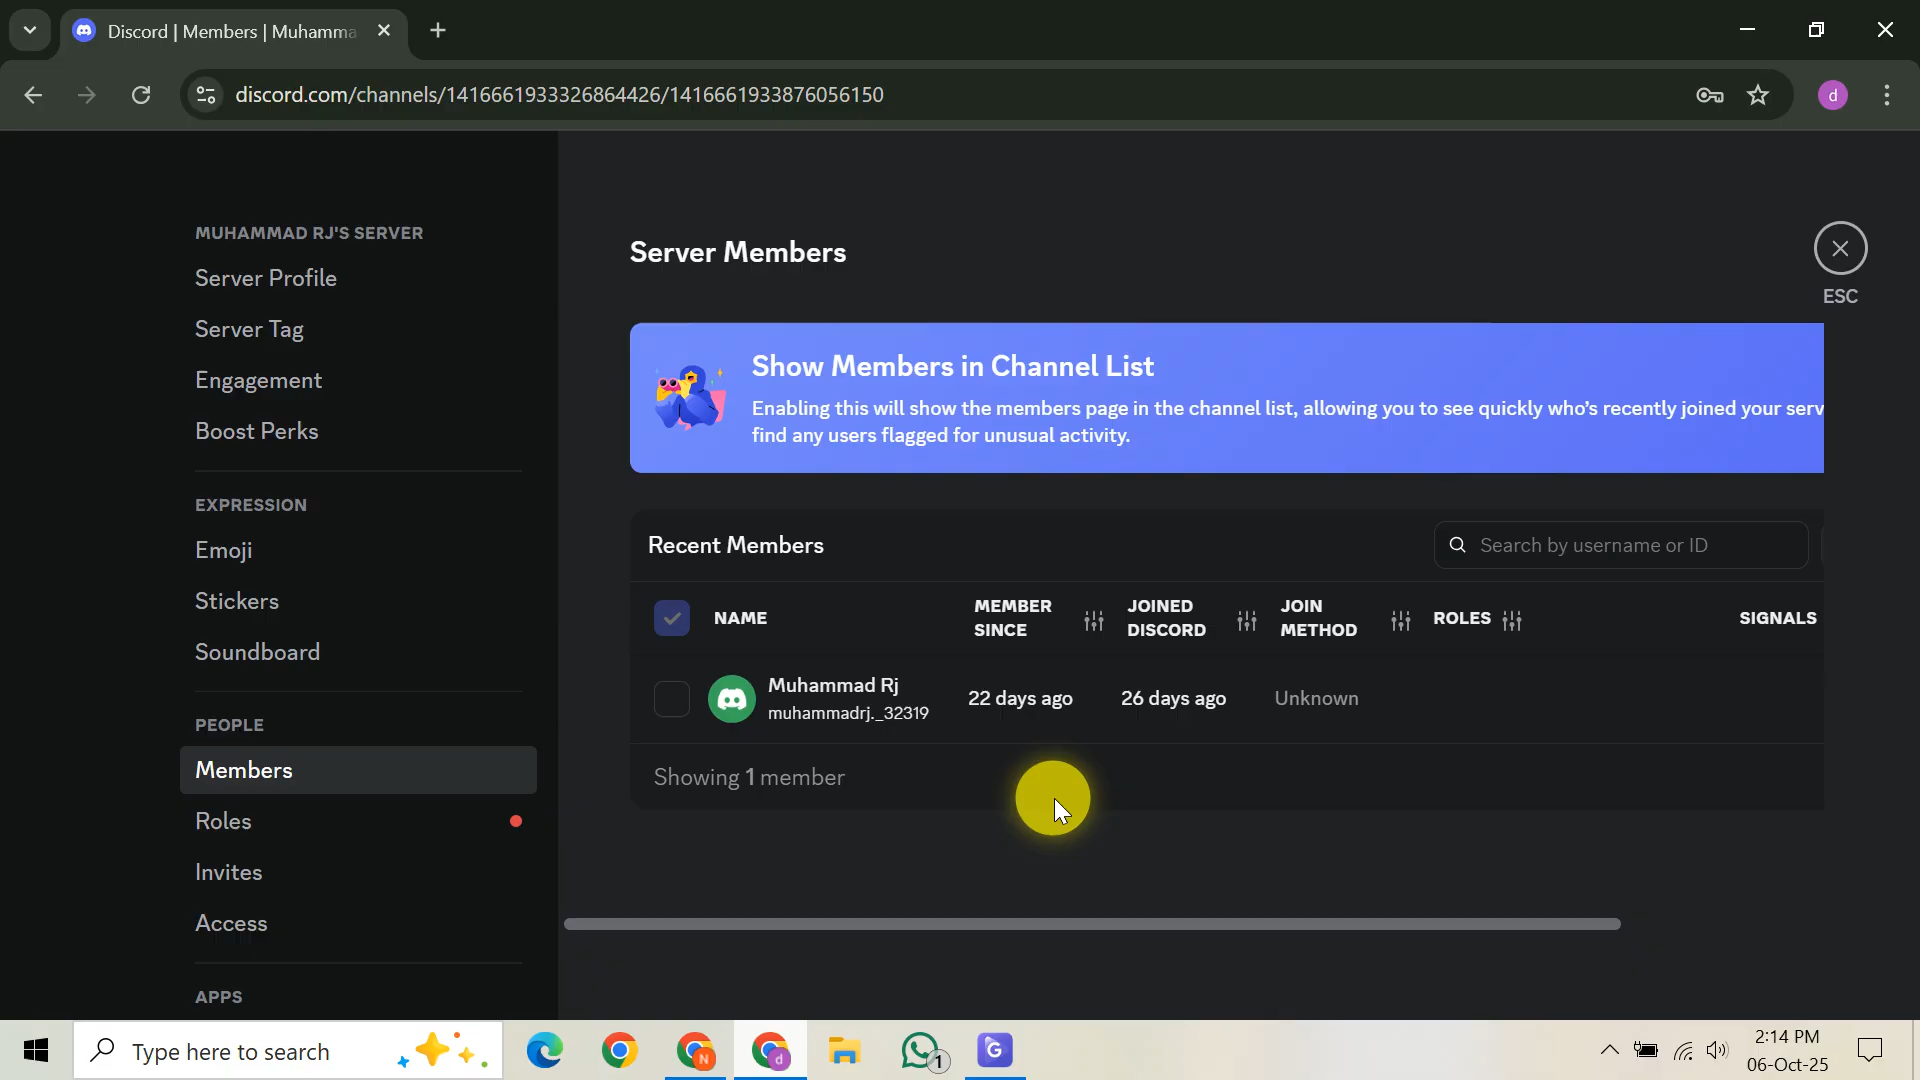 Discord | Members | Muhamma
discord.com/channels/1416661933326864426/1416661933876056150
d
MUHAMMAD RJ'S SERVER
Server Profile
Server Tag
Engagement
Boost Perks
EXPRESSION
Emoji
Stickers
Soundboard
PEOPLE
Members
Roles
Invites
Access
APPS
Server Members
ESC
Show Members in Channel List
Enabling this will show the members page in the channel list, allowing you to see quickly who's recently joined your serv
find any users flagged for unusual activity.
Recent Members
Search by username or ID
NAME
MEMBER SINCE
JOINED DISCORD
JOIN METHOD
ROLES
SIGNALS
Muhammad Rj
muhammadrj._32319
22 days ago
26 days ago
Unknown
Showing 1 member
Type here to search
N
d
1
G
2:14 PM
06-Oct-25